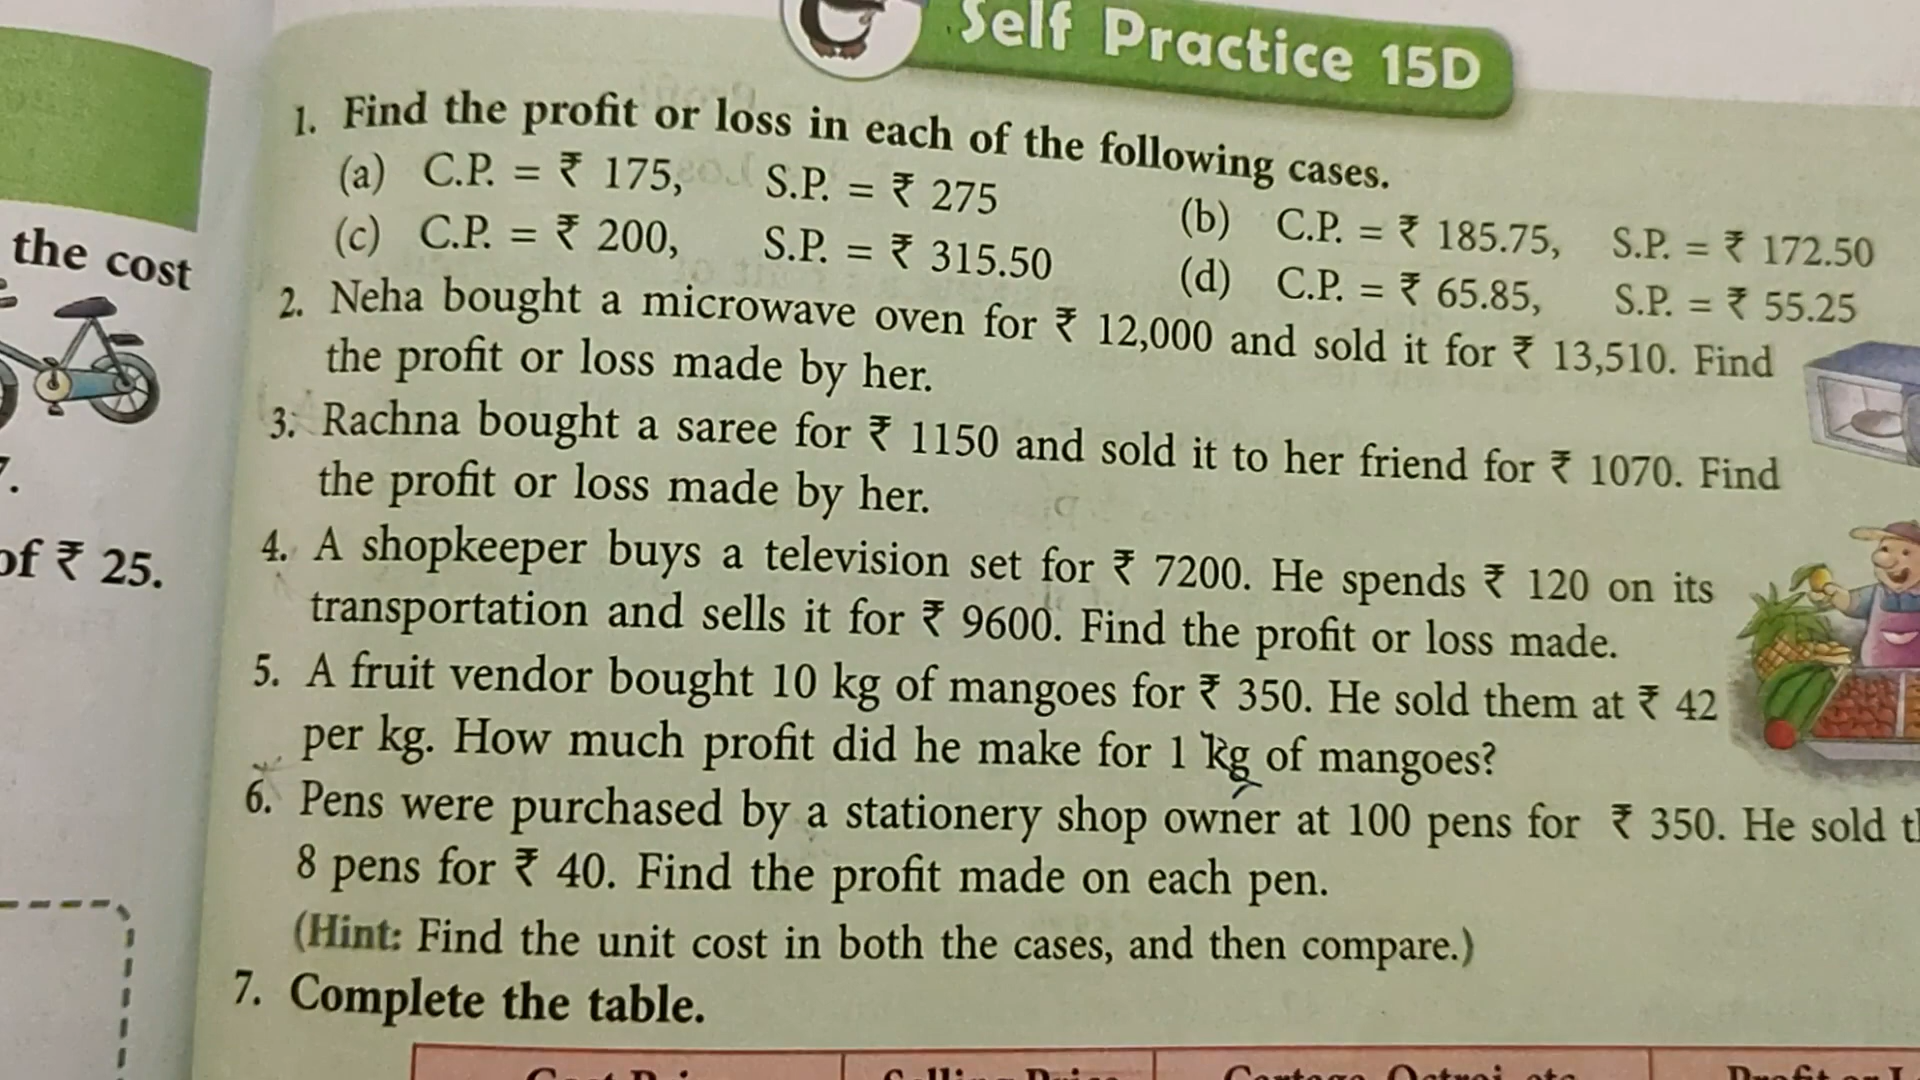 Self Practice 15D
1. Find the profit or loss in each of the following cases.
(a) C.P. = ₹ 175, S.P. = ₹ 275 (b) C.P. = ₹ 185.75, S.P. = ₹ 172.50
(c) C.P. = ₹ 200, S.P. = ₹ 315.50 (d) C.P. = ₹ 65.85, S.P. = ₹ 55.25
2. Neha bought a microwave oven for ₹ 12,000 and sold it for ₹ 13,510. Find
the profit or loss made by her.
3. Rachna bought a saree for ₹ 1150 and sold it to her friend for ₹ 1070. Find
the profit or loss made by her.
4. A shopkeeper buys a television set for ₹ 7200. He spends ₹ 120 on its
transportation and sells it for ₹ 9600. Find the profit or loss made.
5. A fruit vendor bought 10 kg of mangoes for ₹ 350. He sold them at ₹ 42
per kg. How much profit did he make for 1 kg of mangoes?
6. Pens were purchased by a stationery shop owner at 100 pens for ₹ 350. He sold
8 pens for ₹ 40. Find the profit made on each pen.
(Hint: Find the unit cost in both the cases, and then compare.)
7. Complete the table.
the cost
of ₹ 25.